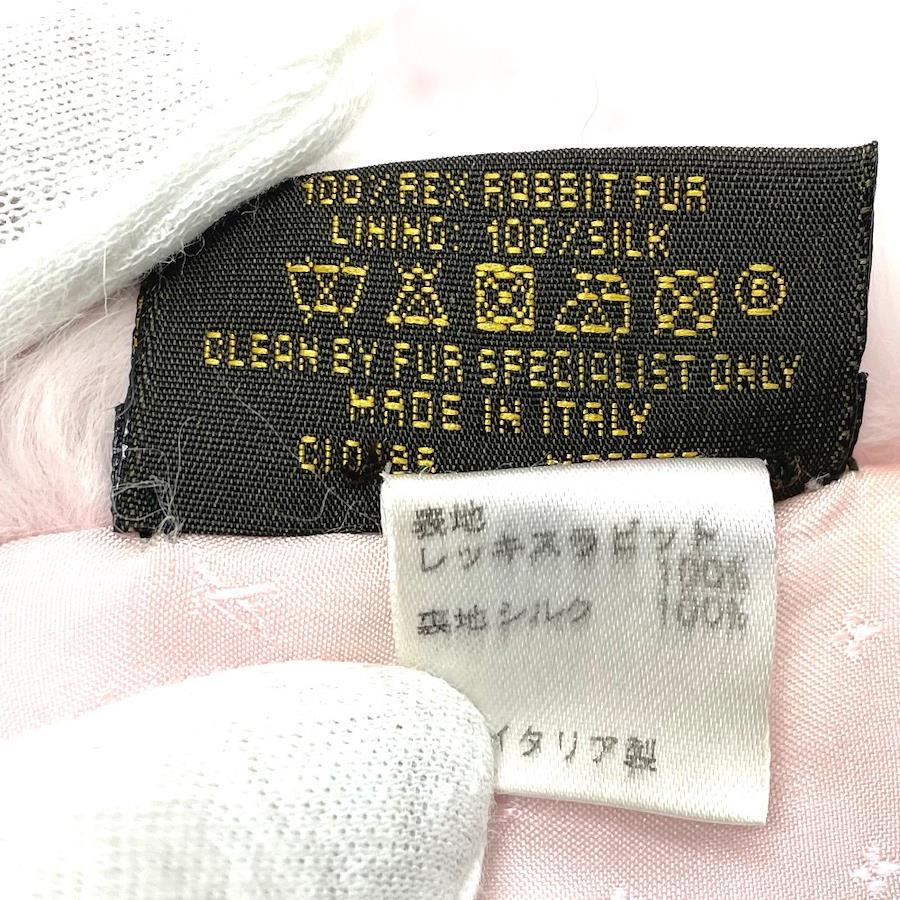 100% REX RABBIT FUR
LINING: 100% SILK
®
CLEAN BY FUR SPECIALIST ONLY
MADE IN ITALY
表地
レッキスラビット
100%
裏地シルク 100%
イタリア製